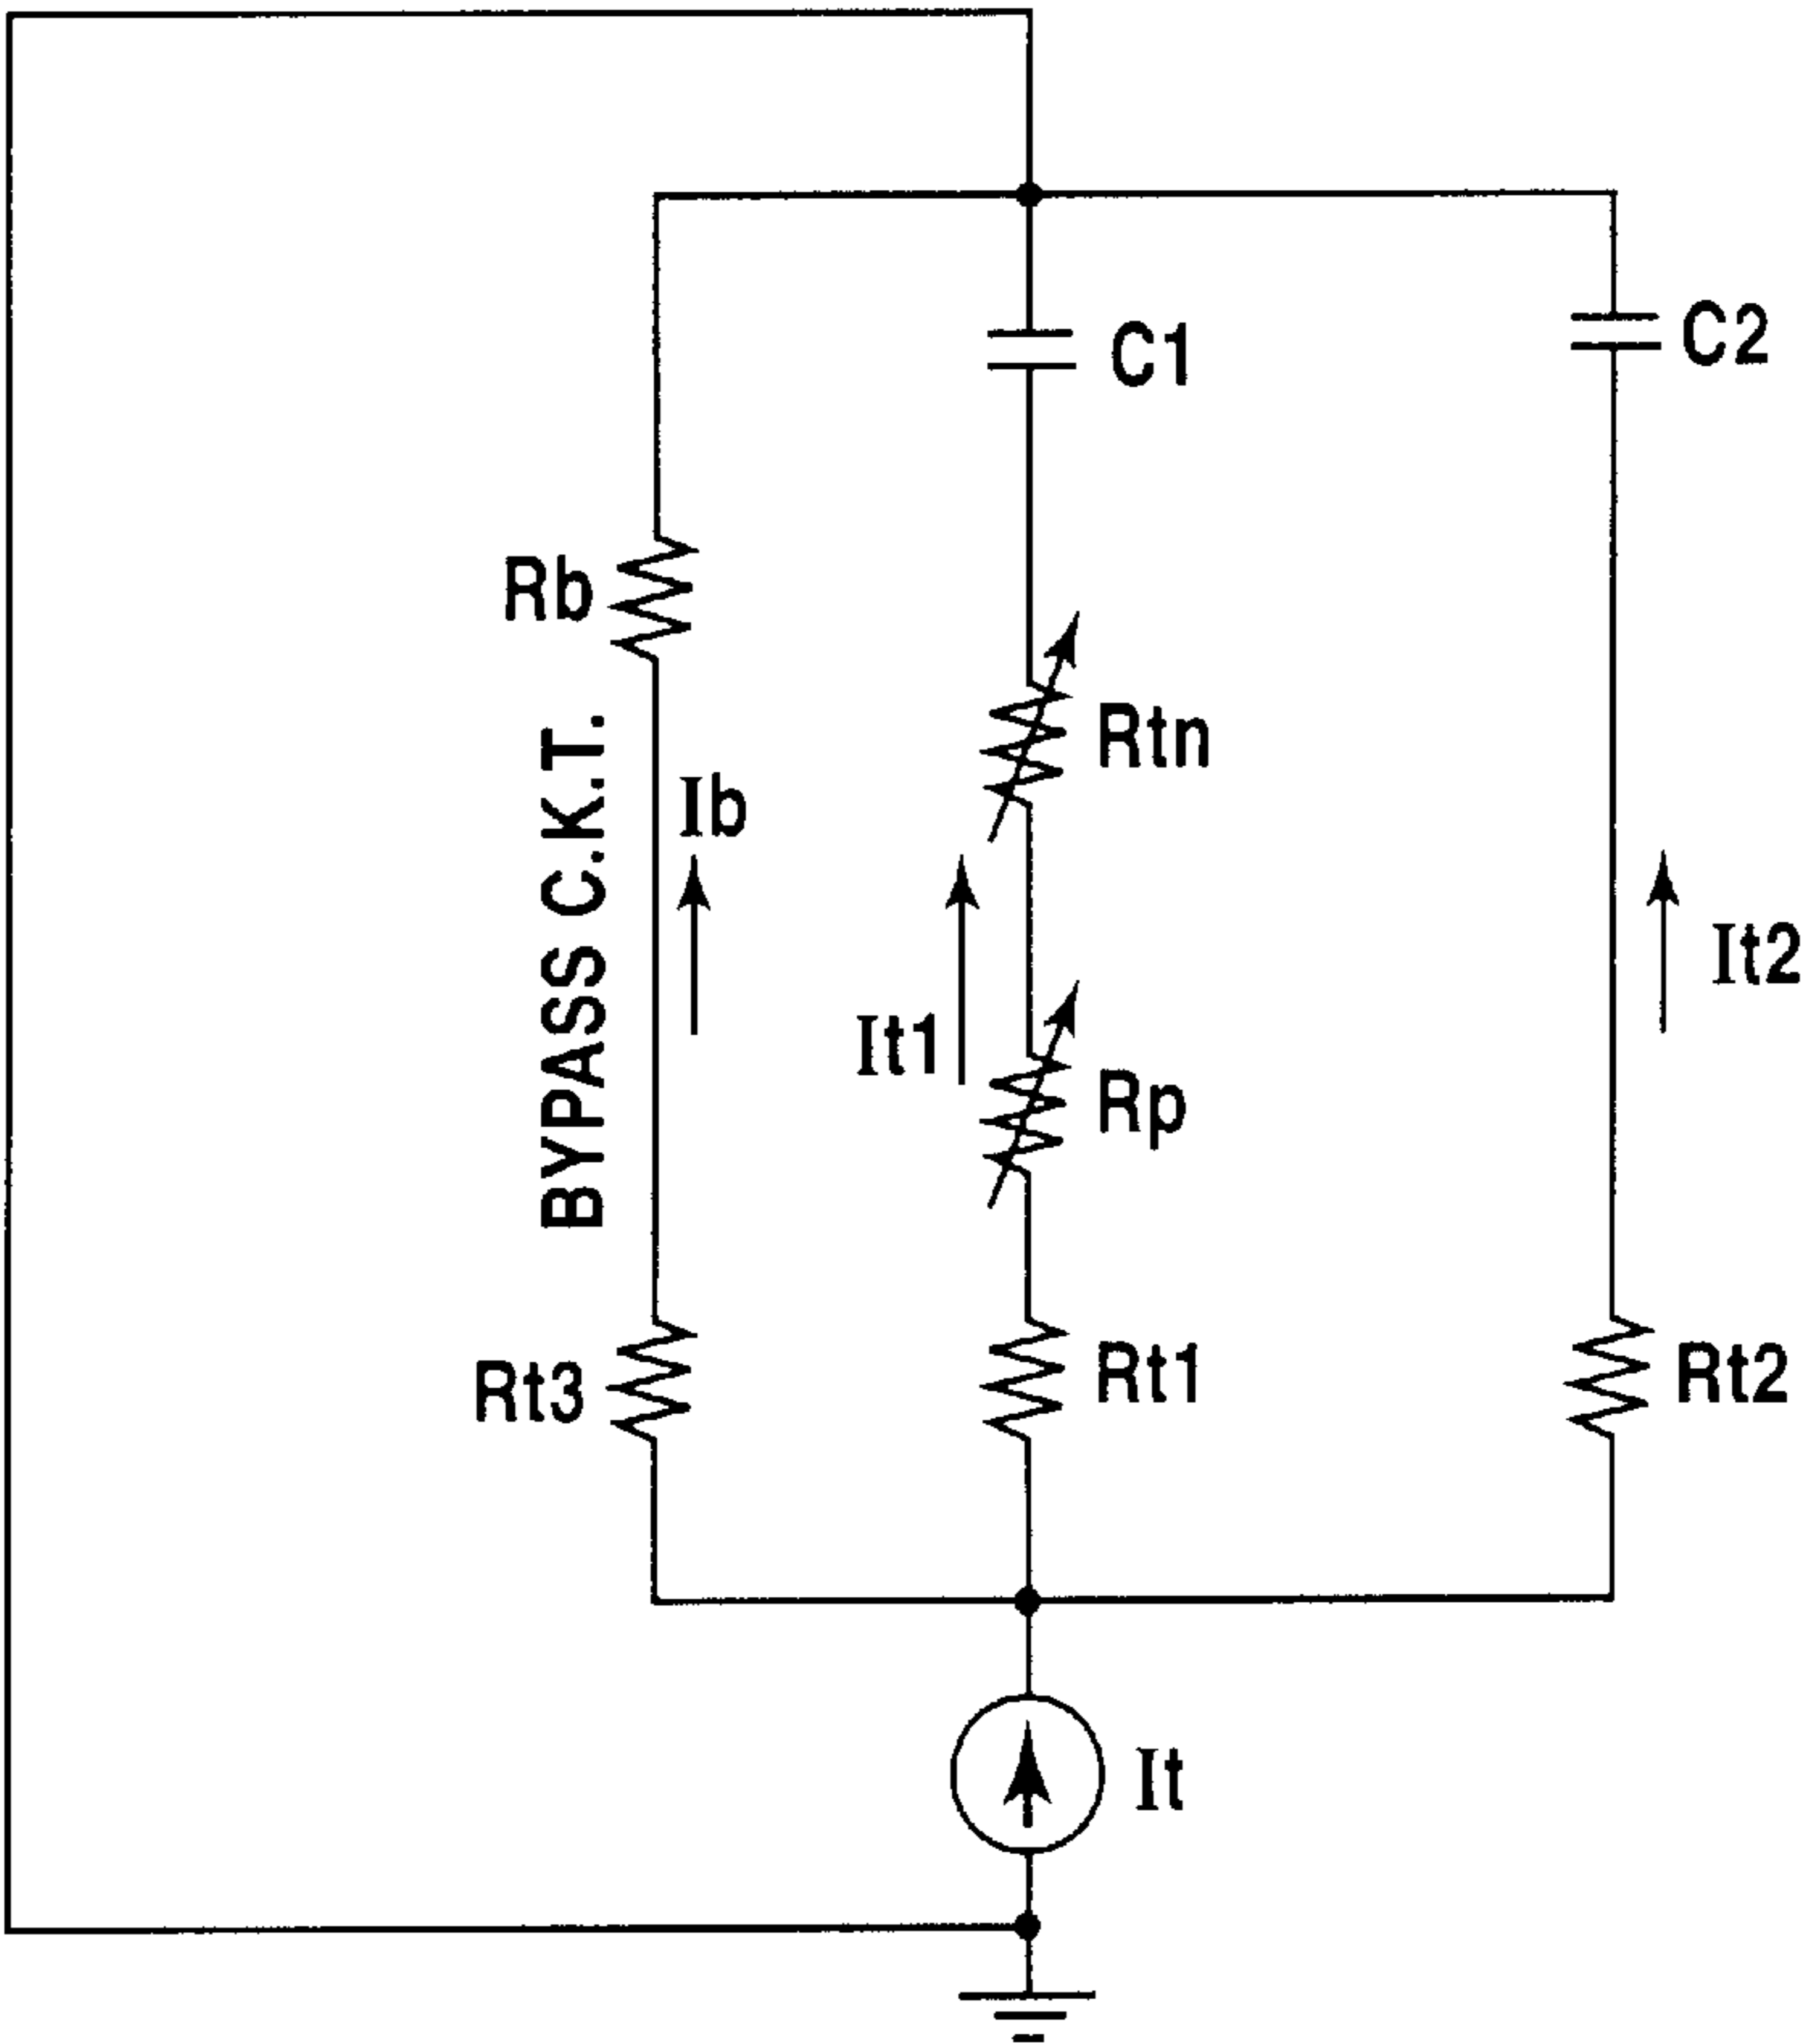 C1
C2
Rb
Rtn
BYPASS C.K.T.
Ib
It2
It1
Rp
Rt3
Rt1
Rt2
It